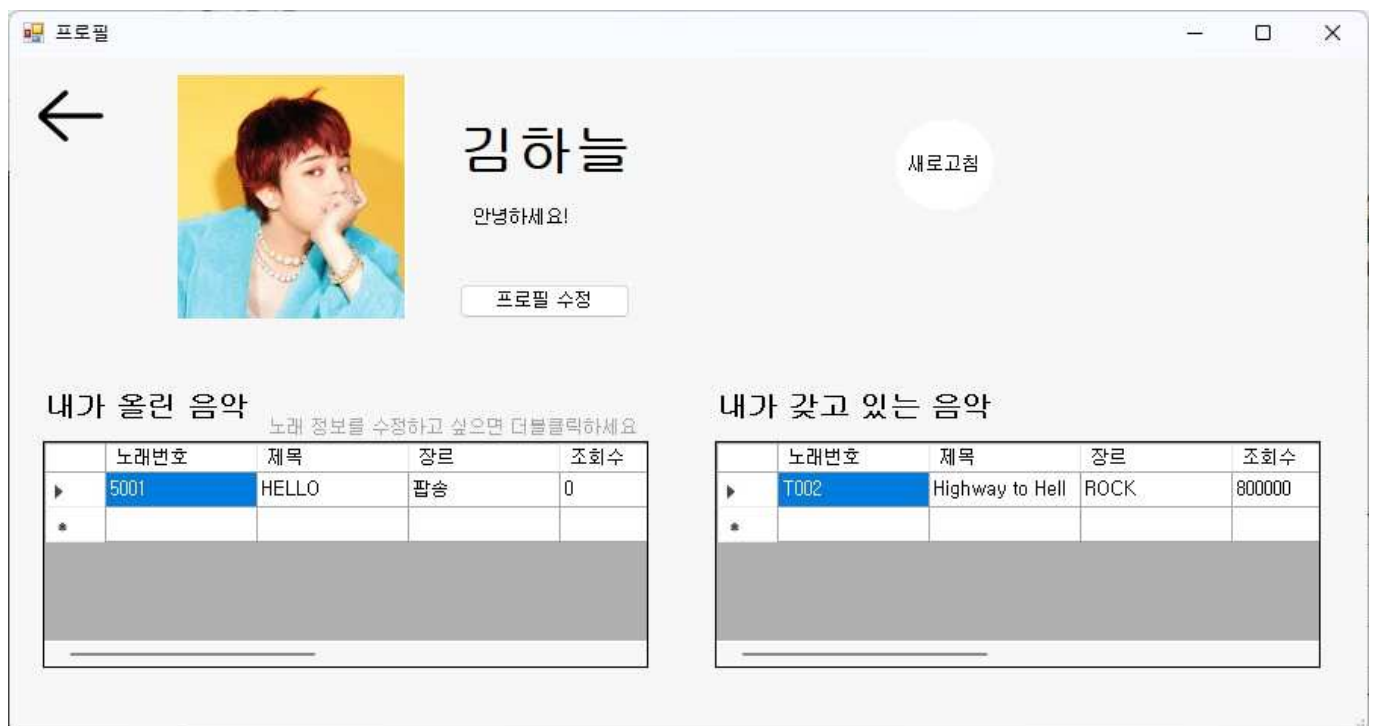 프로필
김하늘
새로고침
안녕하세요!
프로필 수정
내가 올린 음악
노래 정보를 수정하고 싶으면 더블클릭하세요
노래번호 제목 장르 조회수
5001 HELLO 팝송 0
내가 갖고 있는 음악
노래번호 제목 장르 조회수
T002 Highway to Hell ROCK 800000